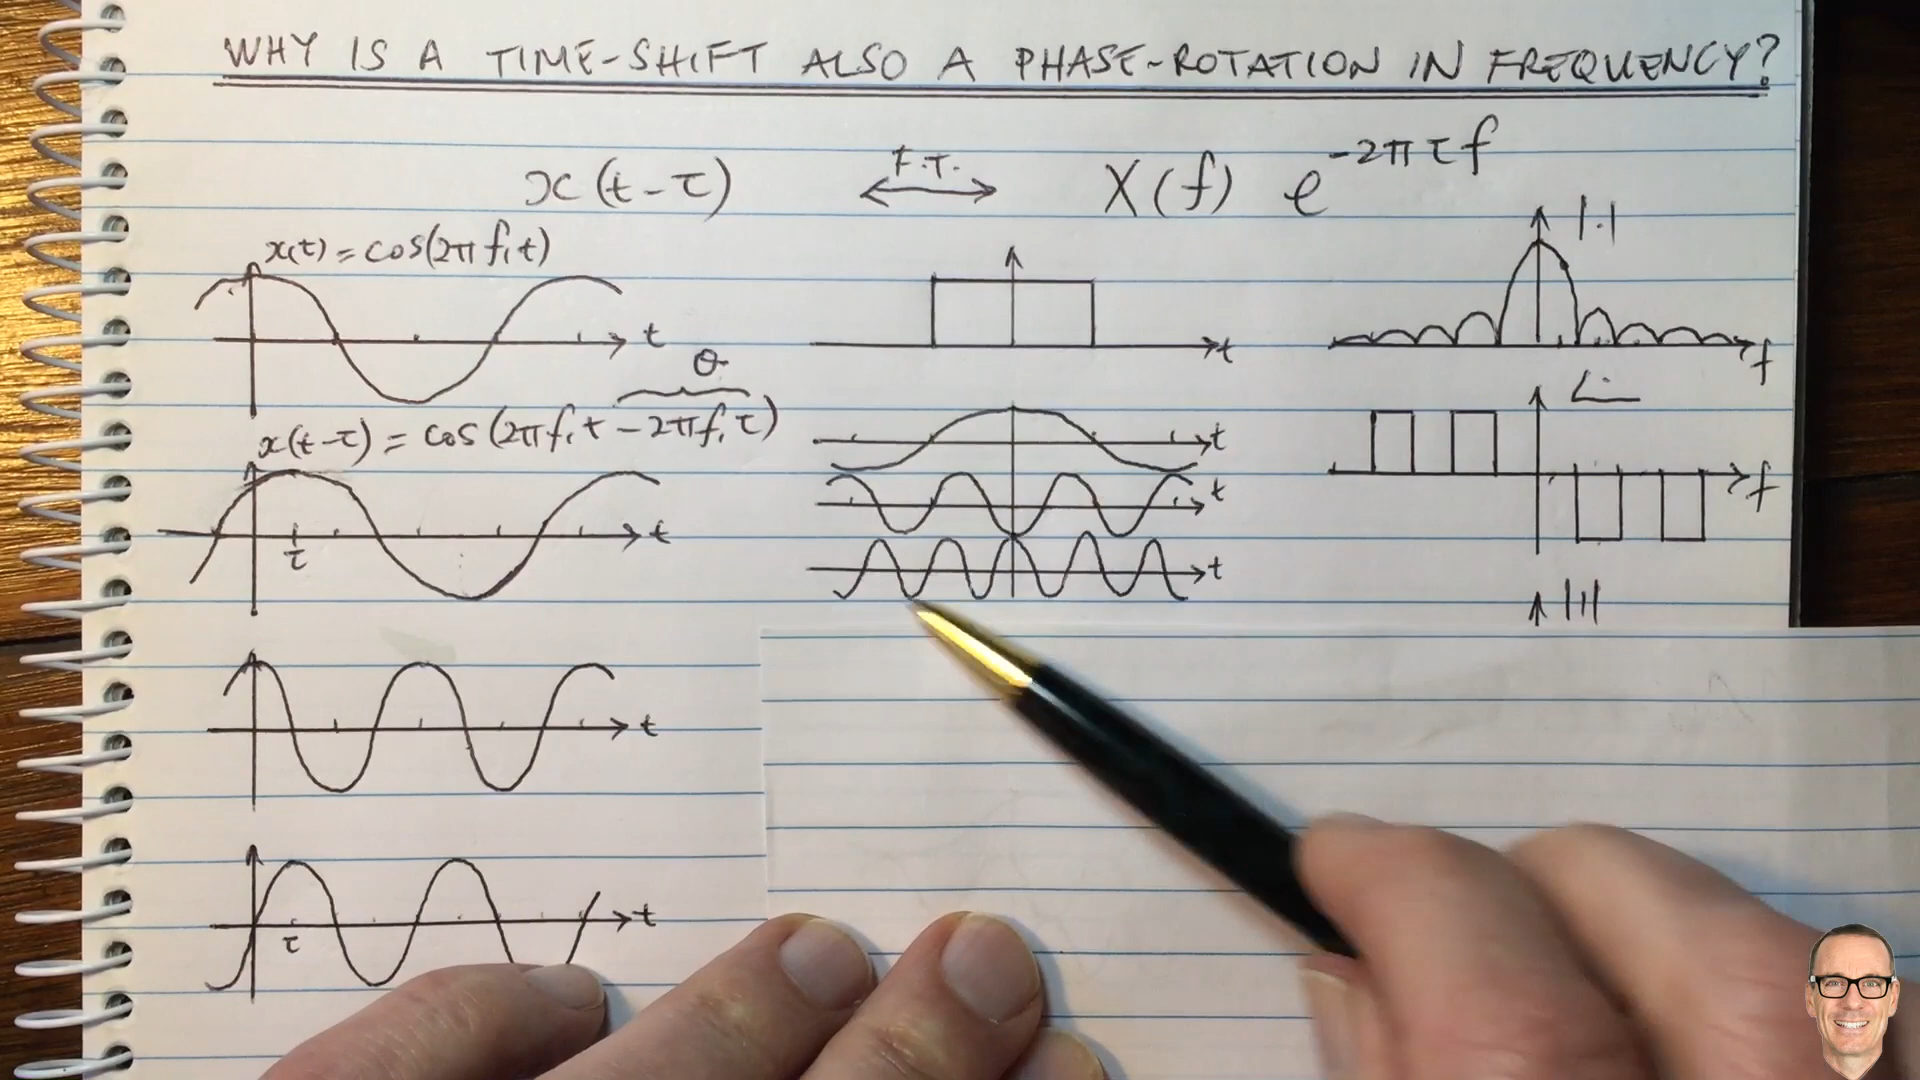 WHY IS A TIME-SHIFT ALSO A PHASE-ROTATION IN FREQUENCY?
x(t-τ) F.T. X(f) e^{-2πτf}
x(t) = cos(2πf₁t)
t
θ
x(t-τ) = cos(2πf₁t - 2πf₁τ)
t
τ
t
t
τ
t
t
t
t
|·|
f
∠·
f
| | |